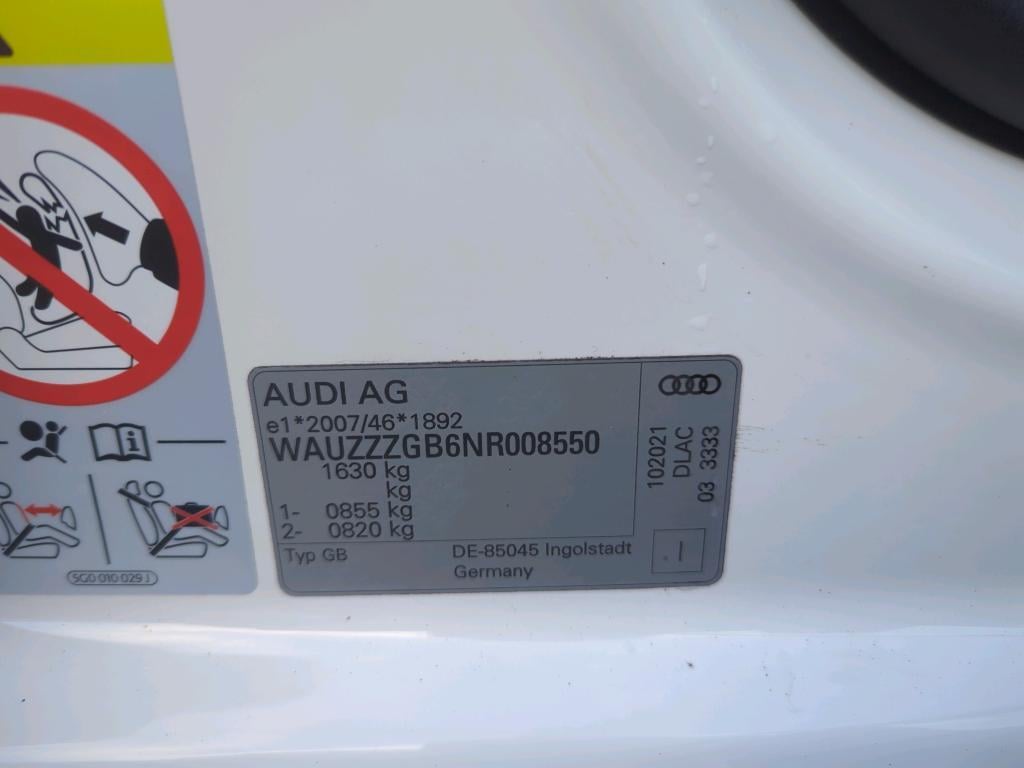 AUDI AG
e1*2007/46*1892
WAUZZZGB6NR008550
1630 kg
kg
1- 0855 kg
2- 0820 kg
Typ GB
DE-85045 Ingolstadt
Germany
102021
DLAC
03 3333
I
5G0 010 029 J